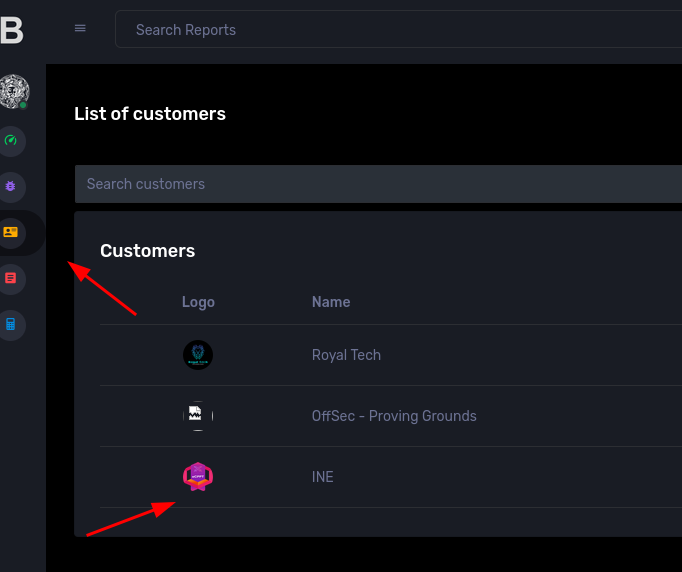 B
Search Reports
List of customers
Search customers
Customers
Logo Name
Royal Tech
OffSec - Proving Grounds
INE